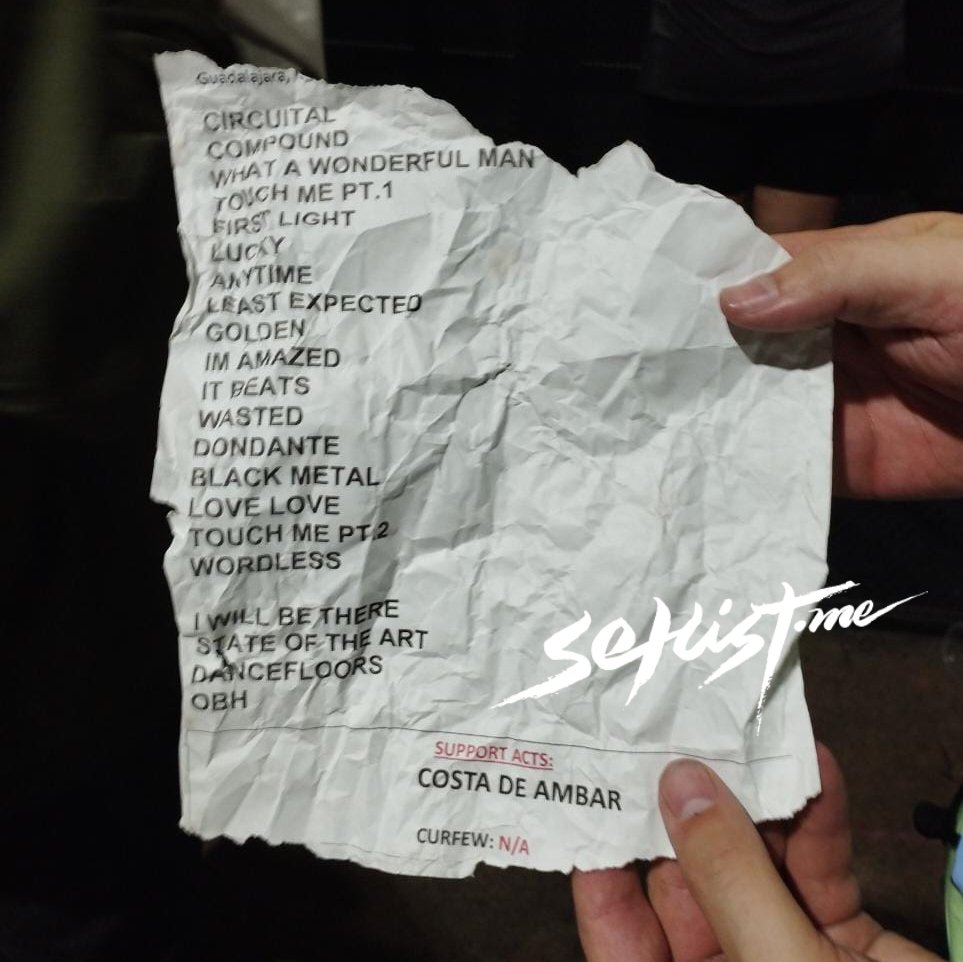 Guadalajara,
CIRCUITAL
COMPOUND
WHAT A WONDERFUL MAN
TOUCH ME PT.1
FIRST LIGHT
LUCKY
ANYTIME
LEAST EXPECTED
GOLDEN
IM AMAZED
IT BEATS
WASTED
DONDANTE
BLACK METAL
LOVE LOVE
TOUCH ME PT.2
WORDLESS
I WILL BE THERE
STATE OF THE ART
DANCEFLOORS
OBH
setlist.me
SUPPORT ACTS:
COSTA DE AMBAR
CURFEW: N/A